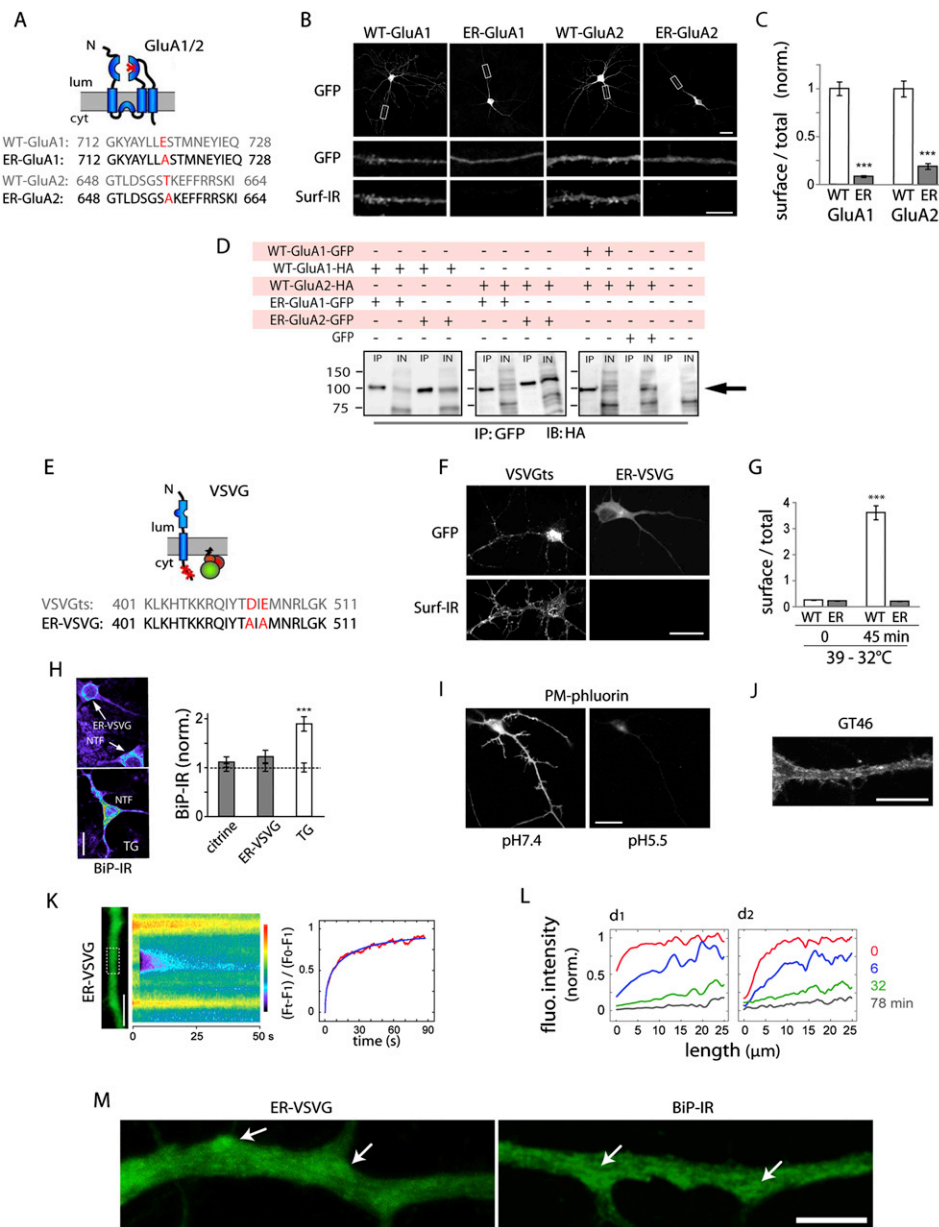 A
N
GluA1/2
lum
cyt
WT-GluA1: 712 GKYAYLLESTMNEYIEQ 728
ER-GluA1: 712 GKYAYLLASTMNEYIEQ 728
WT-GluA2: 648 GTLDSGSTKEFFRRSKI 664
ER-GluA2: 648 GTLDSGSAKEFFRRSKI 664
B
WT-GluA1 ER-GluA1 WT-GluA2 ER-GluA2
GFP
GFP
Surf-IR
C
surface / total (norm.)
1
0.5
0
*** ***
WT ER WT ER
GluA1 GluA2
D
WT-GluA1-GFP - - - - - - - - + + - - - -
WT-GluA1-HA + + + + - - - - - - - - - -
WT-GluA2-HA - - - - + + + + + + + + - -
ER-GluA1-GFP + + - - + + - - - - - - - -
ER-GluA2-GFP - - + + - - + + - - - - - -
GFP - - - - - - - - - - + + - -
IP IN IP IN IP IN IP IN IP IN IP IN IP IN
150
100
75
IP: GFP IB: HA
E
N
VSVG
lum
cyt
VSVGts: 401 KLKHTKKRQIYTDIEMNRLGK 511
ER-VSVG: 401 KLKHTKKRQIYTAIAMNRLGK 511
F
VSVGts ER-VSVG
GFP
Surf-IR
G
surface / total
4
3
2
1
0
***
WT ER WT ER
0 45 min
39 - 32°C
H
ER-VSVG
NTF
NTF
TG
BiP-IR
BiP-IR (norm.)
2
1
0
***
citrine ER-VSVG TG
I
PM-phluorin
pH7.4 pH5.5
J
GT46
K
ER-VSVG
0 25 50 s
(Ft-F1) / (Fo-F1)
1
0.5
0
0 30 60 90
time (s)
L
fluo. intensity
(norm.)
d1 d2
1
0.5
0
0 5 10 15 20 25 0 5 10 15 20 25
0
6
32
78 min
length (µm)
M
ER-VSVG BiP-IR